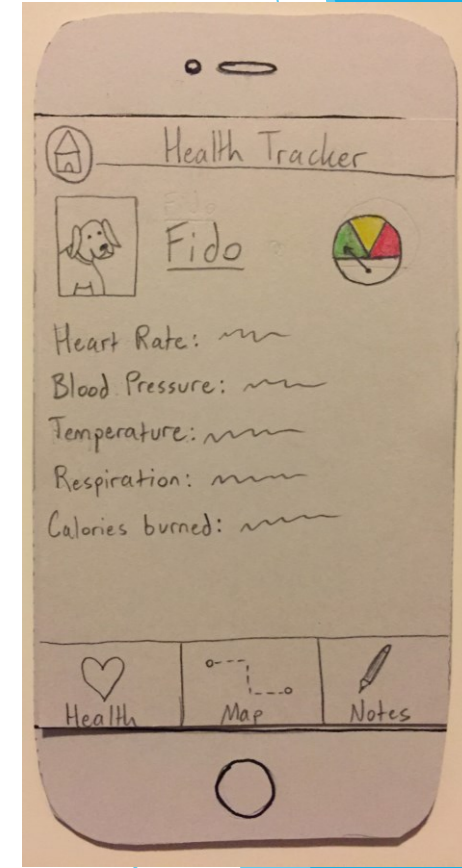 Health Tracker
Fido
Heart Rate:
Blood Pressure:
Temperature:
Respiration:
Calories burned:
Health
Map
Notes